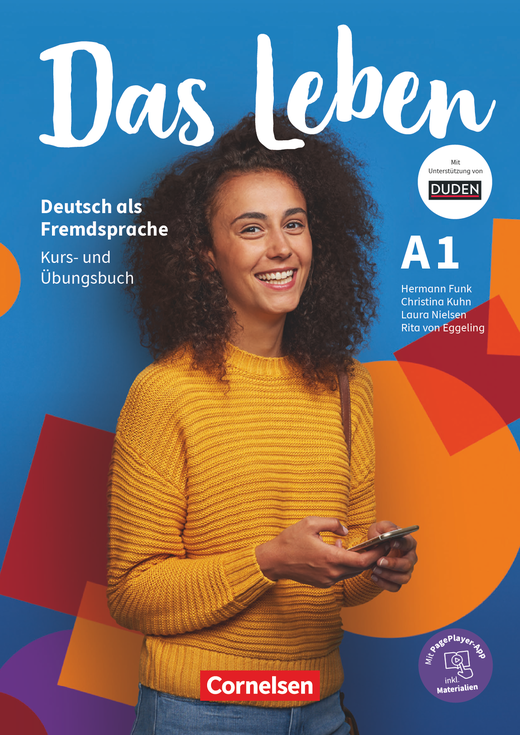 Das Leben
Mit
Unterstützung von
DUDEN
Deutsch als
Fremdsprache
Kurs- und
Übungsbuch
A1
Hermann Funk
Christina Kuhn
Laura Nielsen
Rita von Eggeling
Mit PagePlayer-App
inkl.
Materialien
Cornelsen